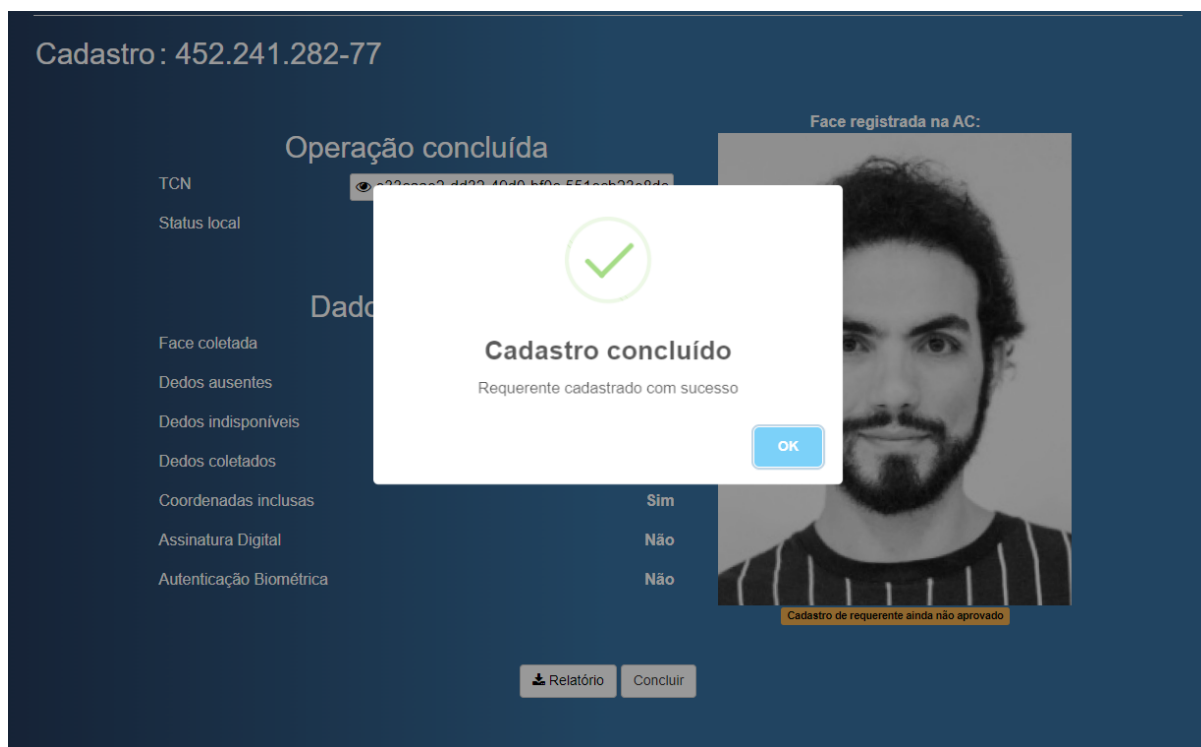 Cadastro : 452.241.282-77
Face registrada na AC:
Operação concluída
TCN
Status local
Dado
Face coletada
Dedos ausentes
Dedos indisponíveis
Dedos coletados
Coordenadas inclusas Sim
Assinatura Digital Não
Autenticação Biométrica Não
Cadastro concluído
Requerente cadastrado com sucesso
OK
Cadastro de requerente ainda não aprovado
Relatório Concluir